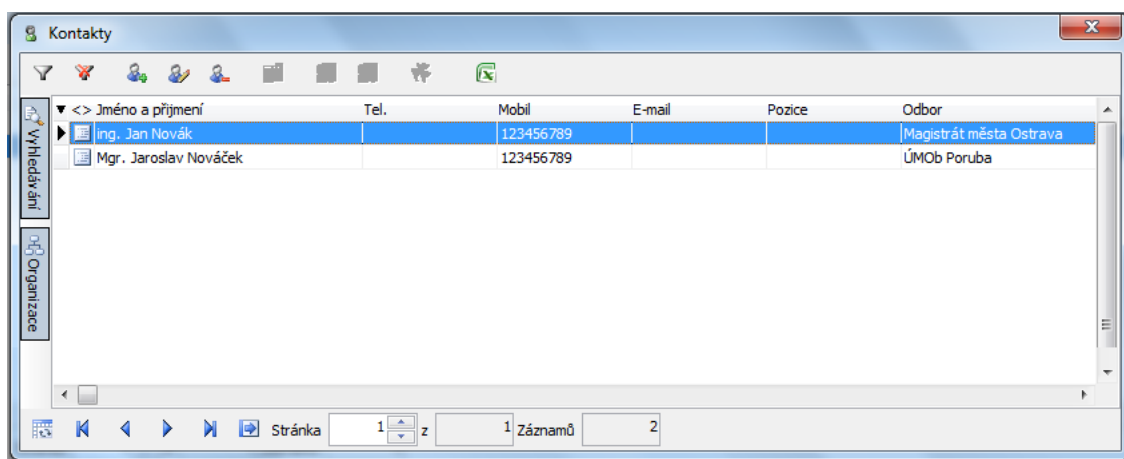 Kontakty
<> Jméno a přijmení Tel. Mobil E-mail Pozice Odbor
ing. Jan Novák 123456789 Magistrát města Ostrava
Mgr. Jaroslav Nováček 123456789 ÚMOb Poruba
Vyhledávání
Organizace
Stránka 1 z 1 Záznamů 2